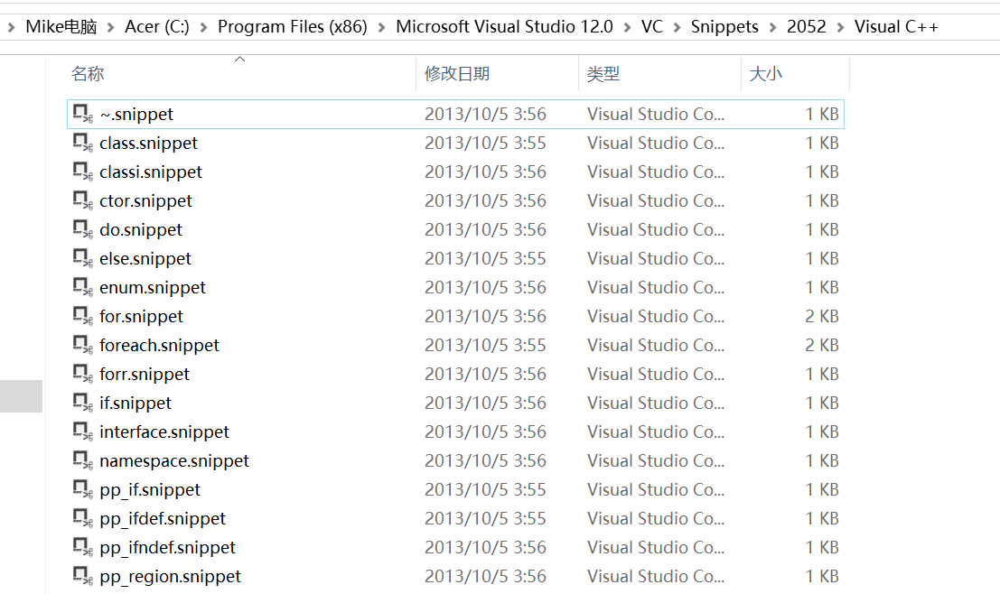 Mike电脑 > Acer (C:) > Program Files (x86) > Microsoft Visual Studio 12.0 > VC > Snippets > 2052 > Visual C++
名称 修改日期 类型 大小
~.snippet 2013/10/5 3:56 Visual Studio Co... 1 KB
class.snippet 2013/10/5 3:55 Visual Studio Co... 1 KB
classi.snippet 2013/10/5 3:56 Visual Studio Co... 1 KB
ctor.snippet 2013/10/5 3:56 Visual Studio Co... 1 KB
do.snippet 2013/10/5 3:56 Visual Studio Co... 1 KB
else.snippet 2013/10/5 3:55 Visual Studio Co... 1 KB
enum.snippet 2013/10/5 3:56 Visual Studio Co... 1 KB
for.snippet 2013/10/5 3:56 Visual Studio Co... 2 KB
foreach.snippet 2013/10/5 3:55 Visual Studio Co... 2 KB
forr.snippet 2013/10/5 3:56 Visual Studio Co... 1 KB
if.snippet 2013/10/5 3:56 Visual Studio Co... 1 KB
interface.snippet 2013/10/5 3:56 Visual Studio Co... 1 KB
namespace.snippet 2013/10/5 3:56 Visual Studio Co... 1 KB
pp_if.snippet 2013/10/5 3:55 Visual Studio Co... 1 KB
pp_ifdef.snippet 2013/10/5 3:55 Visual Studio Co... 1 KB
pp_ifndef.snippet 2013/10/5 3:56 Visual Studio Co... 1 KB
pp_region.snippet 2013/10/5 3:56 Visual Studio Co... 1 KB